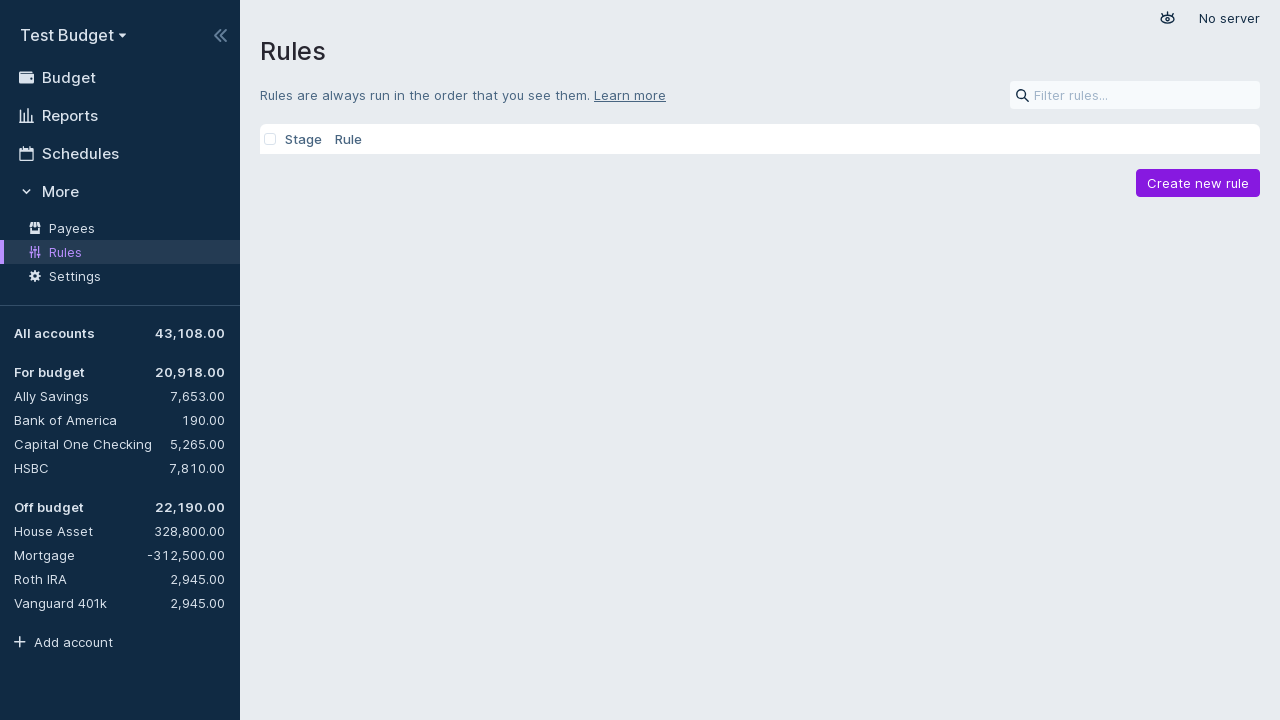 Test Budget
Budget
Reports
Schedules
More
Payees
Rules
Settings
All accounts 43,108.00
For budget 20,918.00
Ally Savings 7,653.00
Bank of America 190.00
Capital One Checking 5,265.00
HSBC 7,810.00
Off budget 22,190.00
House Asset 328,800.00
Mortgage -312,500.00
Roth IRA 2,945.00
Vanguard 401k 2,945.00
Add account
No server
Rules
Rules are always run in the order that you see them. Learn more
Filter rules...
Stage Rule
Create new rule